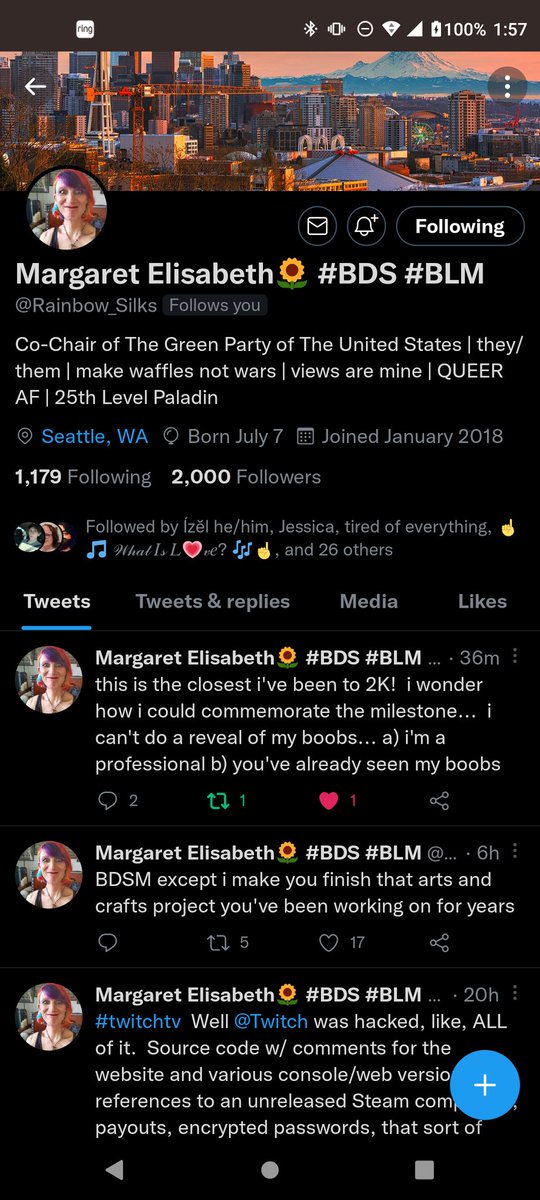 ring 100% 1:57
Following
Margaret Elisabeth🌻 #BDS #BLM
@Rainbow_Silks Follows you
Co-Chair of The Green Party of The United States | they/
them | make waffles not wars | views are mine | QUEER
AF | 25th Level Paladin
Seattle, WA Born July 7 Joined January 2018
1,179 Following 2,000 Followers
Followed by Ízĕl he/him, Jessica, tired of everything, ☝️
🎵 𝒲𝒽𝒶𝓉 𝐼𝓈 𝐿💗𝓋𝑒? 🎶☝️, and 26 others
Tweets Tweets & replies Media Likes
Margaret Elisabeth🌻 #BDS #BLM ... · 36m
this is the closest i've been to 2K!  i wonder
how i could commemorate the milestone...  i
can't do a reveal of my boobs... a) i'm a
professional b) you've already seen my boobs
2 1 1
Margaret Elisabeth🌻 #BDS #BLM @... · 6h
BDSM except i make you finish that arts and
crafts project you've been working on for years
5 17
Margaret Elisabeth🌻 #BDS #BLM ... · 20h
#twitchtv  Well @Twitch was hacked, like, ALL
of it.  Source code w/ comments for the
website and various console/web versio
references to an unreleased Steam com
payouts, encrypted passwords, that sort of